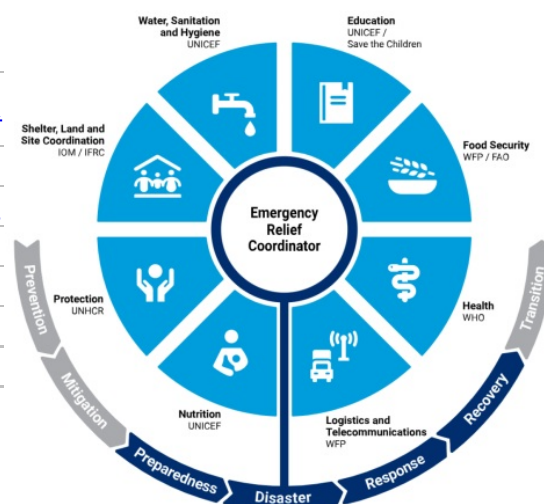 Water, Sanitation
and Hygiene
UNICEF
Education
UNICEF /
Save the Children
Shelter, Land and
Site Coordination
IOM / IFRC
Food Security
WFP / FAO
Emergency
Relief
Coordinator
Protection
UNHCR
Health
WHO
Nutrition
UNICEF
Logistics and
Telecommunications
WFP
Prevention
Mitigation
Preparedness
Disaster
Response
Recovery
Transition